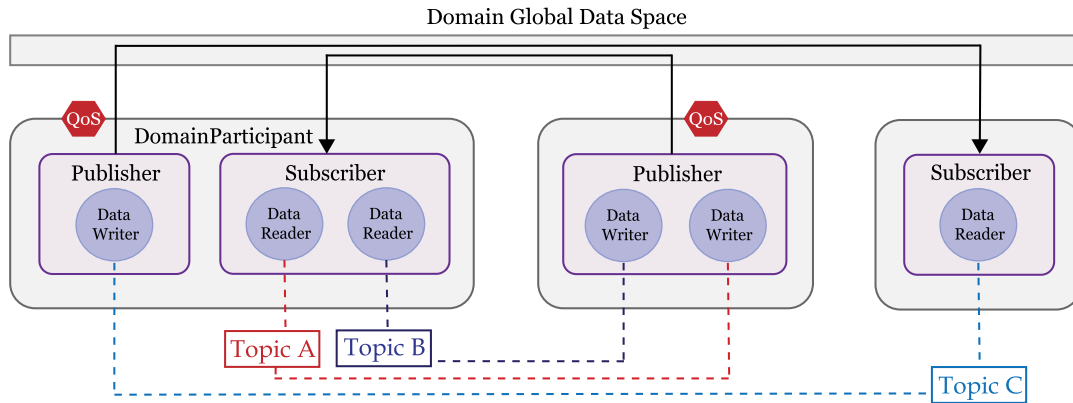 Domain Global Data Space
QoS
QoS
DomainParticipant
Publisher
Subscriber
Publisher
Subscriber
Data
Writer
Data
Reader
Data
Reader
Data
Writer
Data
Writer
Data
Reader
Topic A
Topic B
Topic C